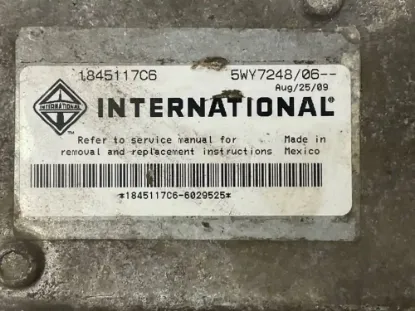 1845117C6 5WY7248/06--
Aug/25/09
INTERNATIONAL
INTERNATIONAL®
™
Refer to service manual for Made in
removal and replacement instructions Mexico
*1845117C6-6029525*